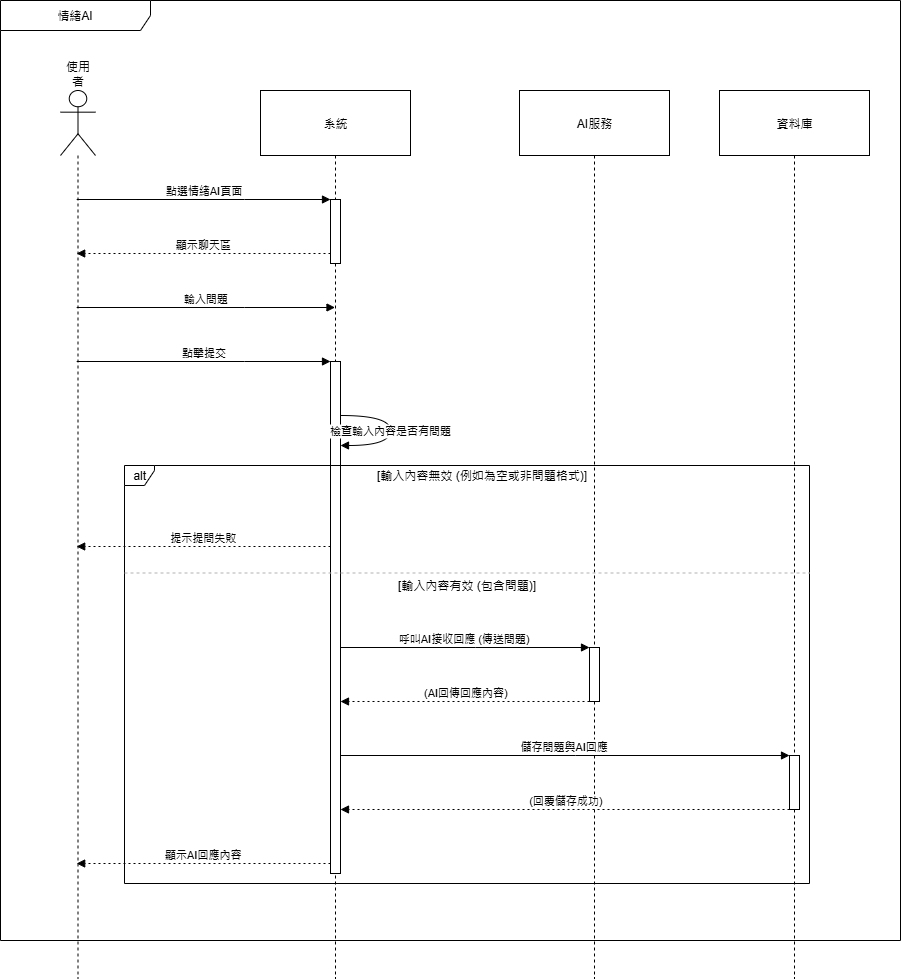 情緒AI
使用
者
系統
AI服務
資料庫
點選情緒AI頁面
顯示聊天區
輸入問題
點擊提交
檢查輸入內容是否有問題
alt
[輸入內容無效 (例如為空或非問題格式)]
提示提問失敗
[輸入內容有效 (包含問題)]
呼叫AI接收回應 (傳送問題)
(AI回傳回應內容)
儲存問題與AI回應
(回覆儲存成功)
顯示AI回應內容